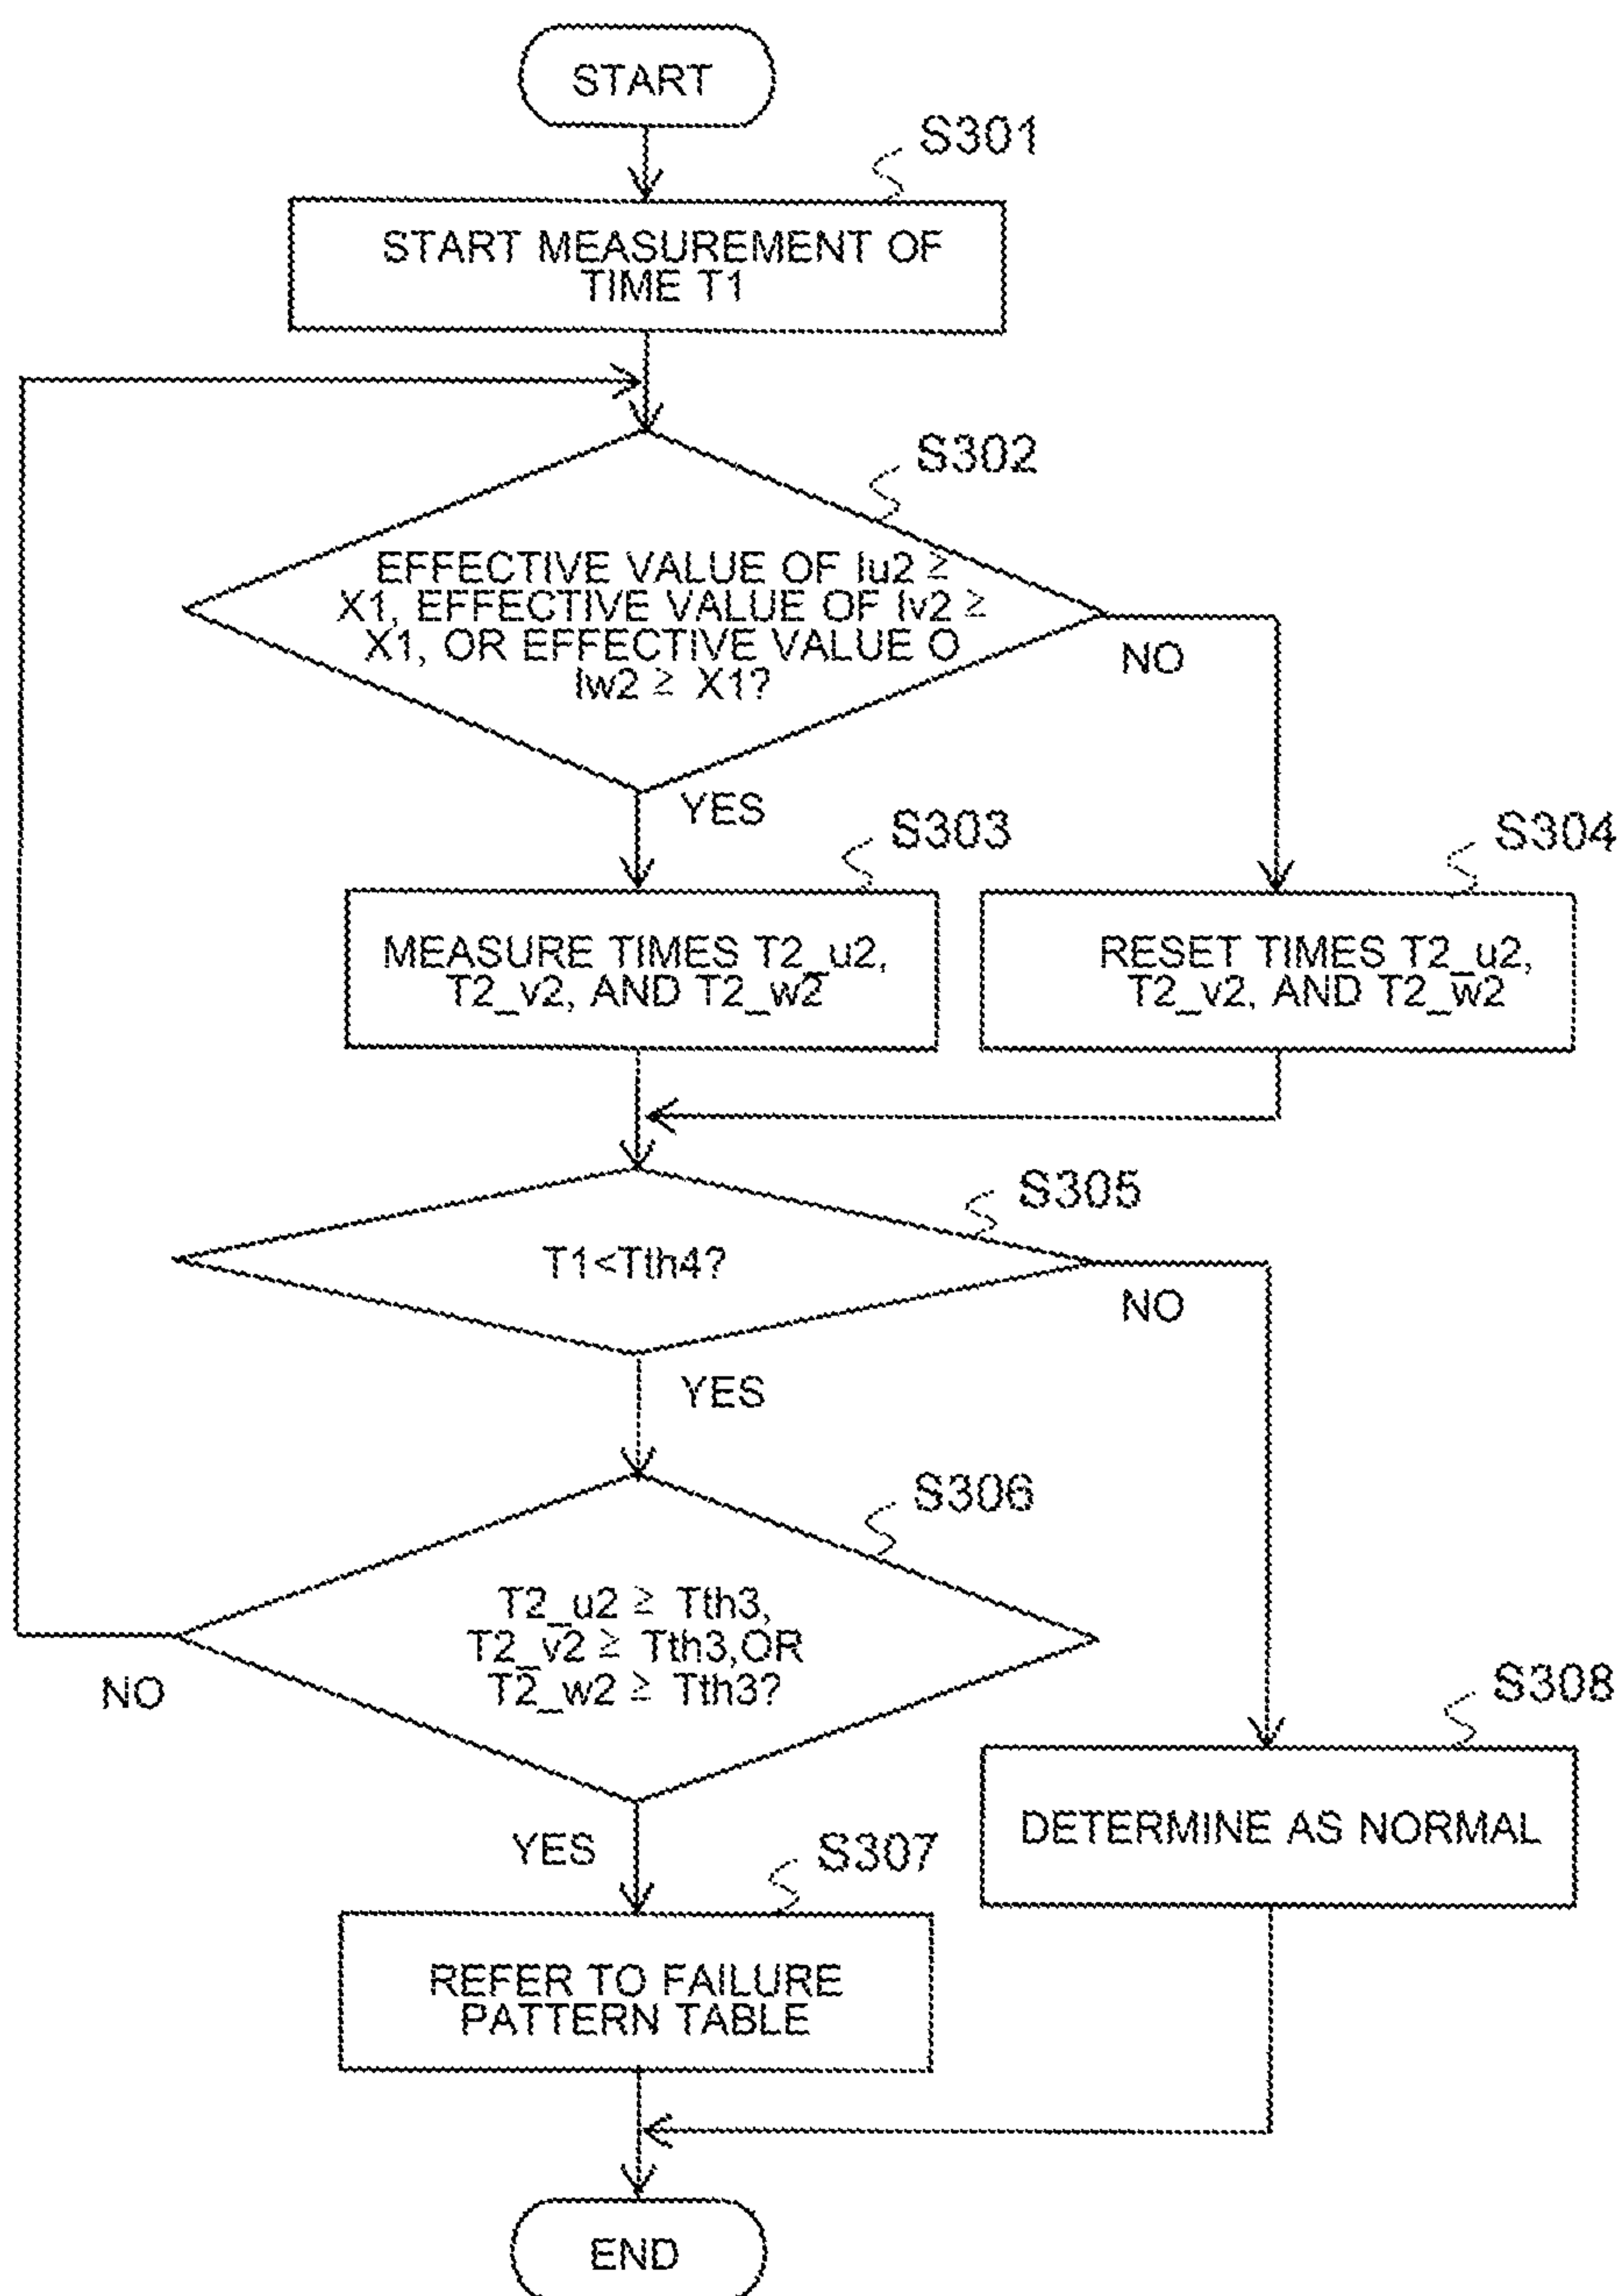 START
S301
START MEASUREMENT OF
TIME T1
S302
EFFECTIVE VALUE OF Iu2 ≥
X1, EFFECTIVE VALUE OF Iv2 ≥
X1, OR EFFECTIVE VALUE O
Iw2 ≥ X1?
NO
YES
S303
S304
MEASURE TIMES T2_u2,
T2_v2, AND T2_w2
RESET TIMES T2_u2,
T2_v2, AND T2_w2
S305
T1<Tth4?
NO
YES
S306
T2_u2 ≥ Tth3,
T2_v2 ≥ Tth3,OR
T2_w2 ≥ Tth3?
NO
S308
YES
DETERMINE AS NORMAL
S307
REFER TO FAILURE
PATTERN TABLE
END